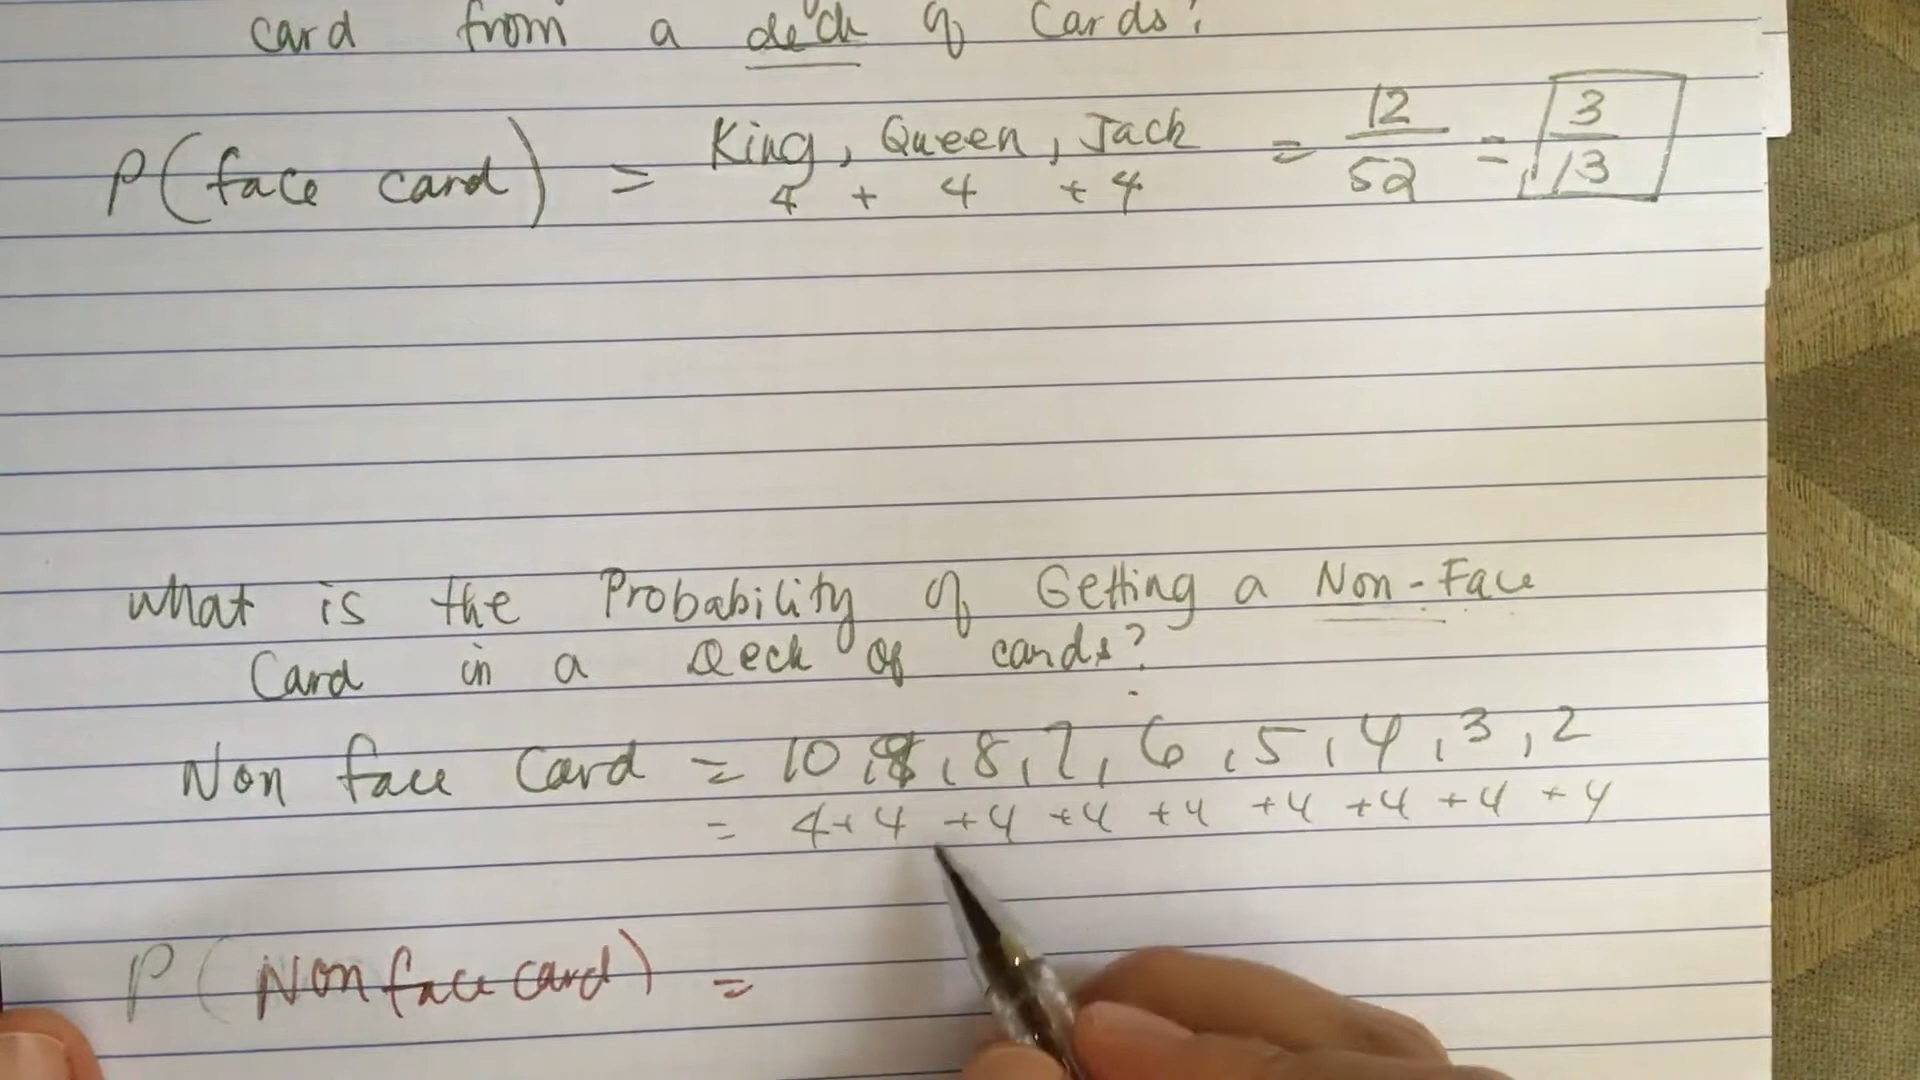 card from a deck of Cards?
P(face card) = King, Queen, Jack = 12/52 = 3/13
4 + 4 + 4
What is the Probability of Getting a Non-Face
Card in a Deck of cards?
Non face Card = 10, 9, 8, 7, 6, 5, 4, 3, 2
= 4+4 +4 +4 +4 +4 +4 +4 +4
P(Non face card) =